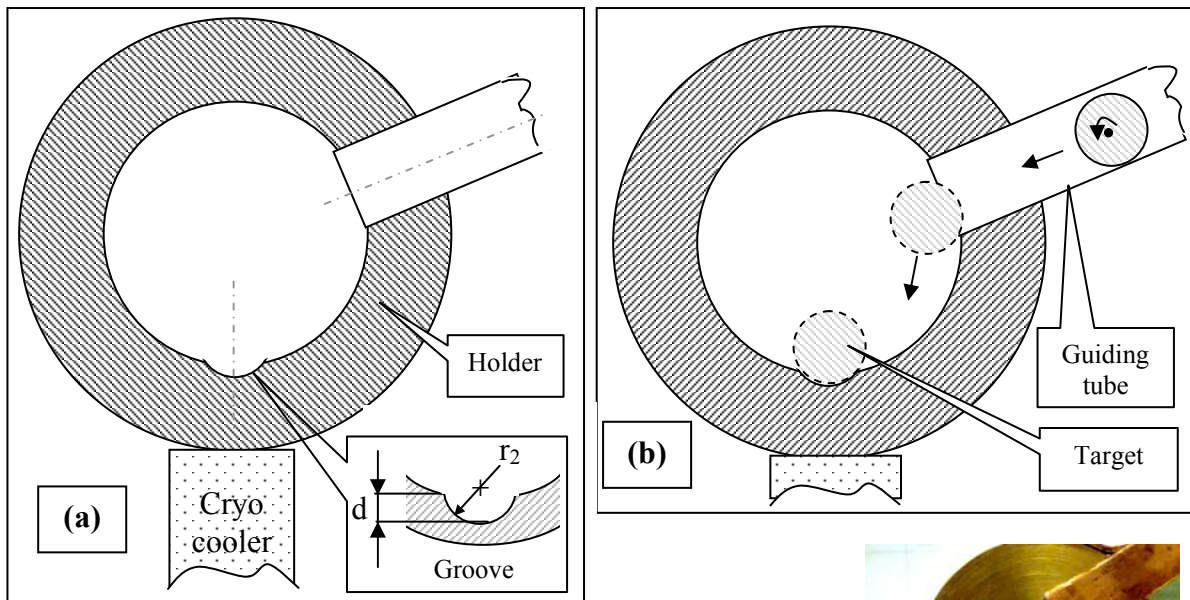 Holder
r2
d
Groove
(a)
Cryo
cooler
Guiding
tube
Target
(b)